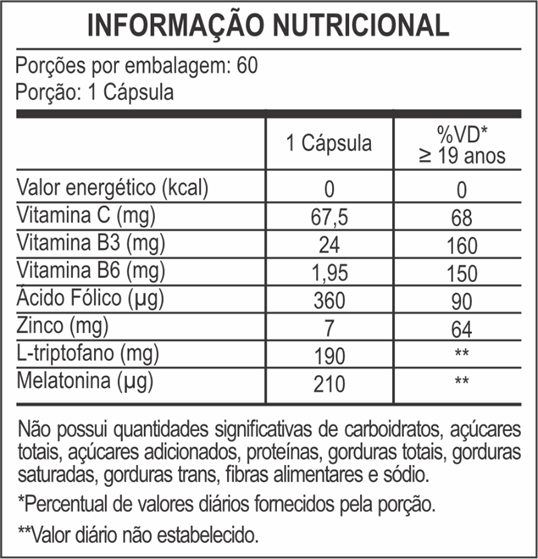 INFORMAÇÃO NUTRICIONAL
Porções por embalagem: 60
Porção: 1 Cápsula
1 Cápsula %VD* ≥ 19 anos
Valor energético (kcal) 0 0
Vitamina C (mg) 67,5 68
Vitamina B3 (mg) 24 160
Vitamina B6 (mg) 1,95 150
Ácido Fólico (µg) 360 90
Zinco (mg) 7 64
L-triptofano (mg) 190 **
Melatonina (µg) 210 **
Não possui quantidades significativas de carboidratos, açúcares
totais, açúcares adicionados, proteínas, gorduras totais, gorduras
saturadas, gorduras trans, fibras alimentares e sódio.
*Percentual de valores diários fornecidos pela porção.
**Valor diário não estabelecido.